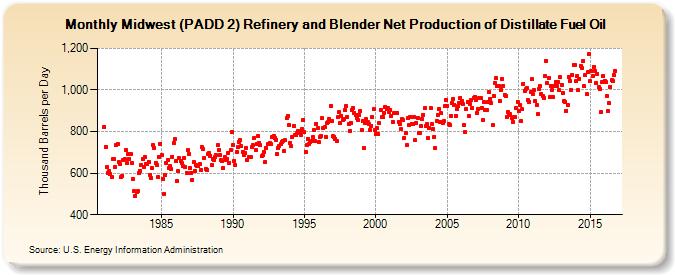 Monthly Midwest (PADD 2) Refinery and Blender Net Production of Distillate Fuel Oil
Thousand Barrels per Day
1,200
1,000
800
600
400
1985 1990 1995 2000 2005 2010 2015
Source: U.S. Energy Information Administration